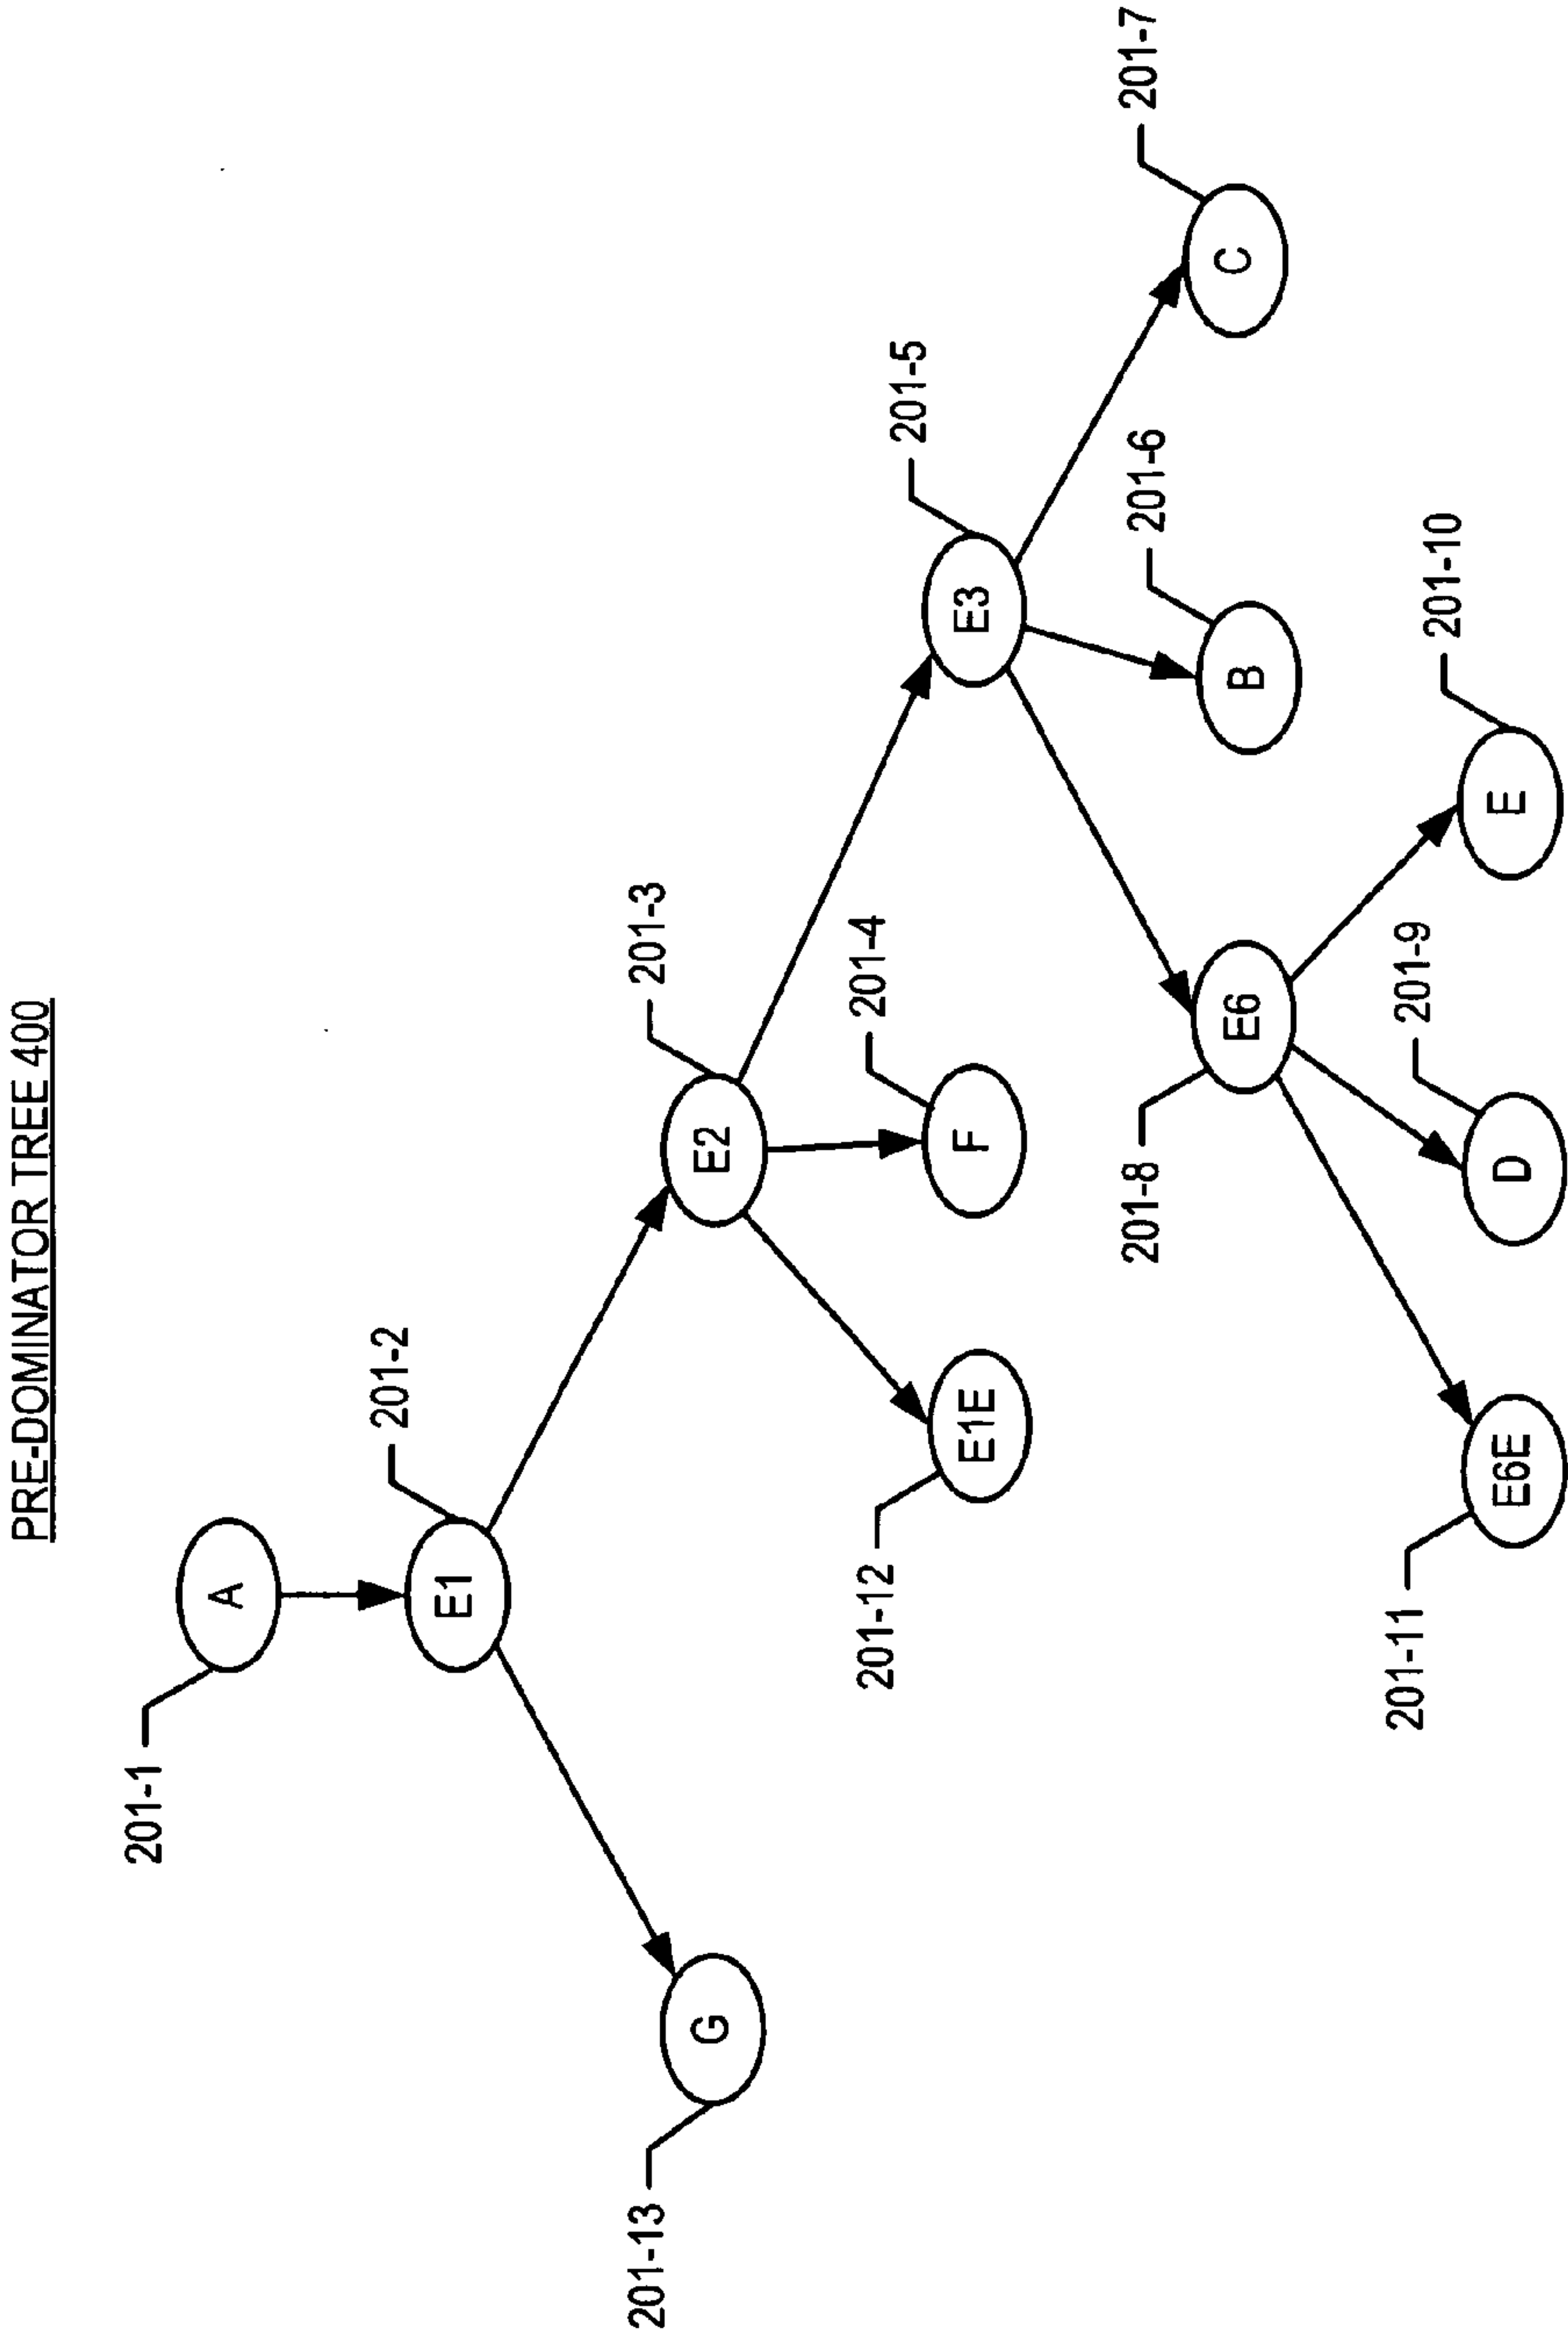 PRE-DOMINATOR TREE 400
201-1
A
201-2
E1
201-13
G
201-3
E2
201-12
E1E
201-4
F
201-5
E3
201-8
E6
201-6
B
201-7
C
201-11
E6E
201-9
D
201-10
E